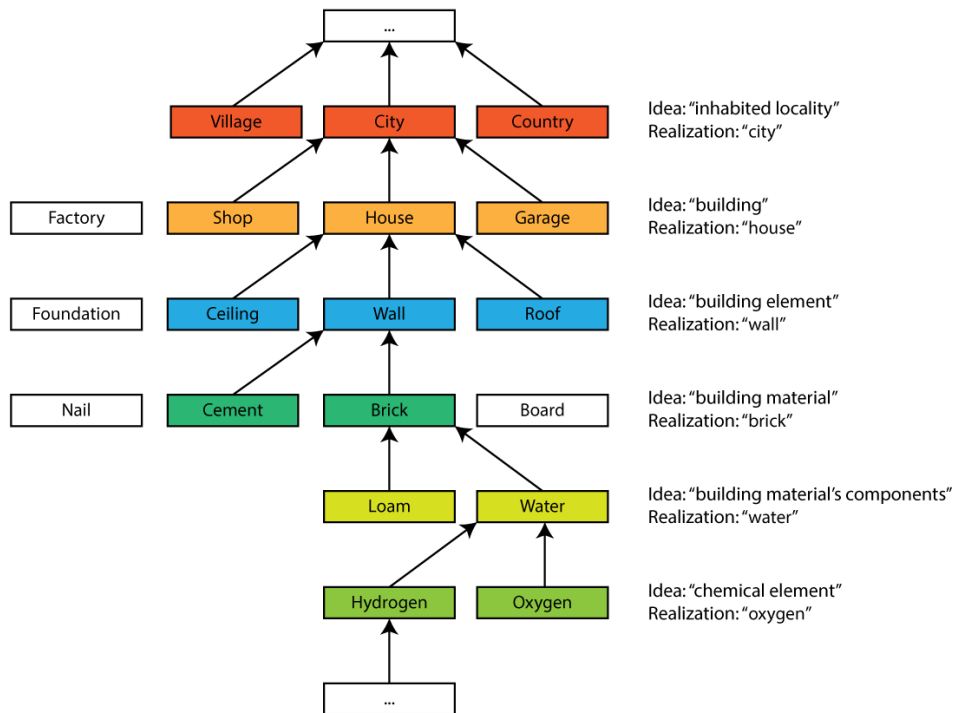 ...
Village
City
Country
Idea: “inhabited locality”
Realization: “city”
Factory
Shop
House
Garage
Idea: “building”
Realization: “house”
Foundation
Ceiling
Wall
Roof
Idea: “building element”
Realization: “wall”
Nail
Cement
Brick
Board
Idea: “building material”
Realization: “brick”
Loam
Water
Idea: “building material’s components”
Realization: “water”
Hydrogen
Oxygen
Idea: “chemical element”
Realization: “oxygen”
...